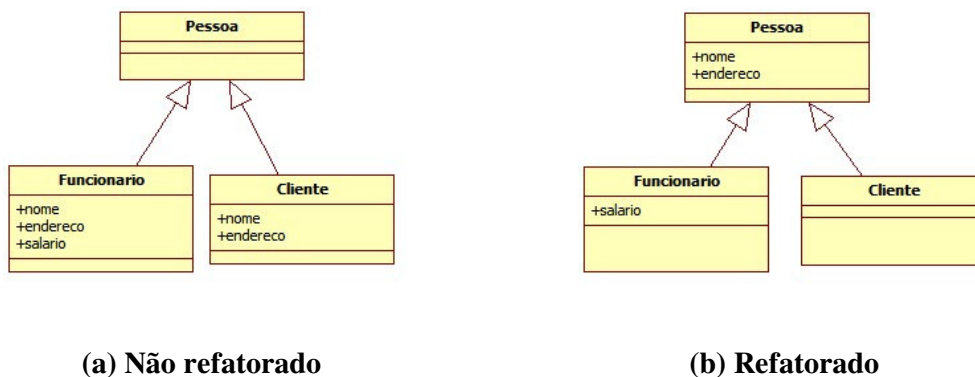 Pessoa
Funcionario
+nome
+endereco
+salario
Cliente
+nome
+endereco
(a) Não refatorado
Pessoa
+nome
+endereco
Funcionario
+salario
Cliente
(b) Refatorado